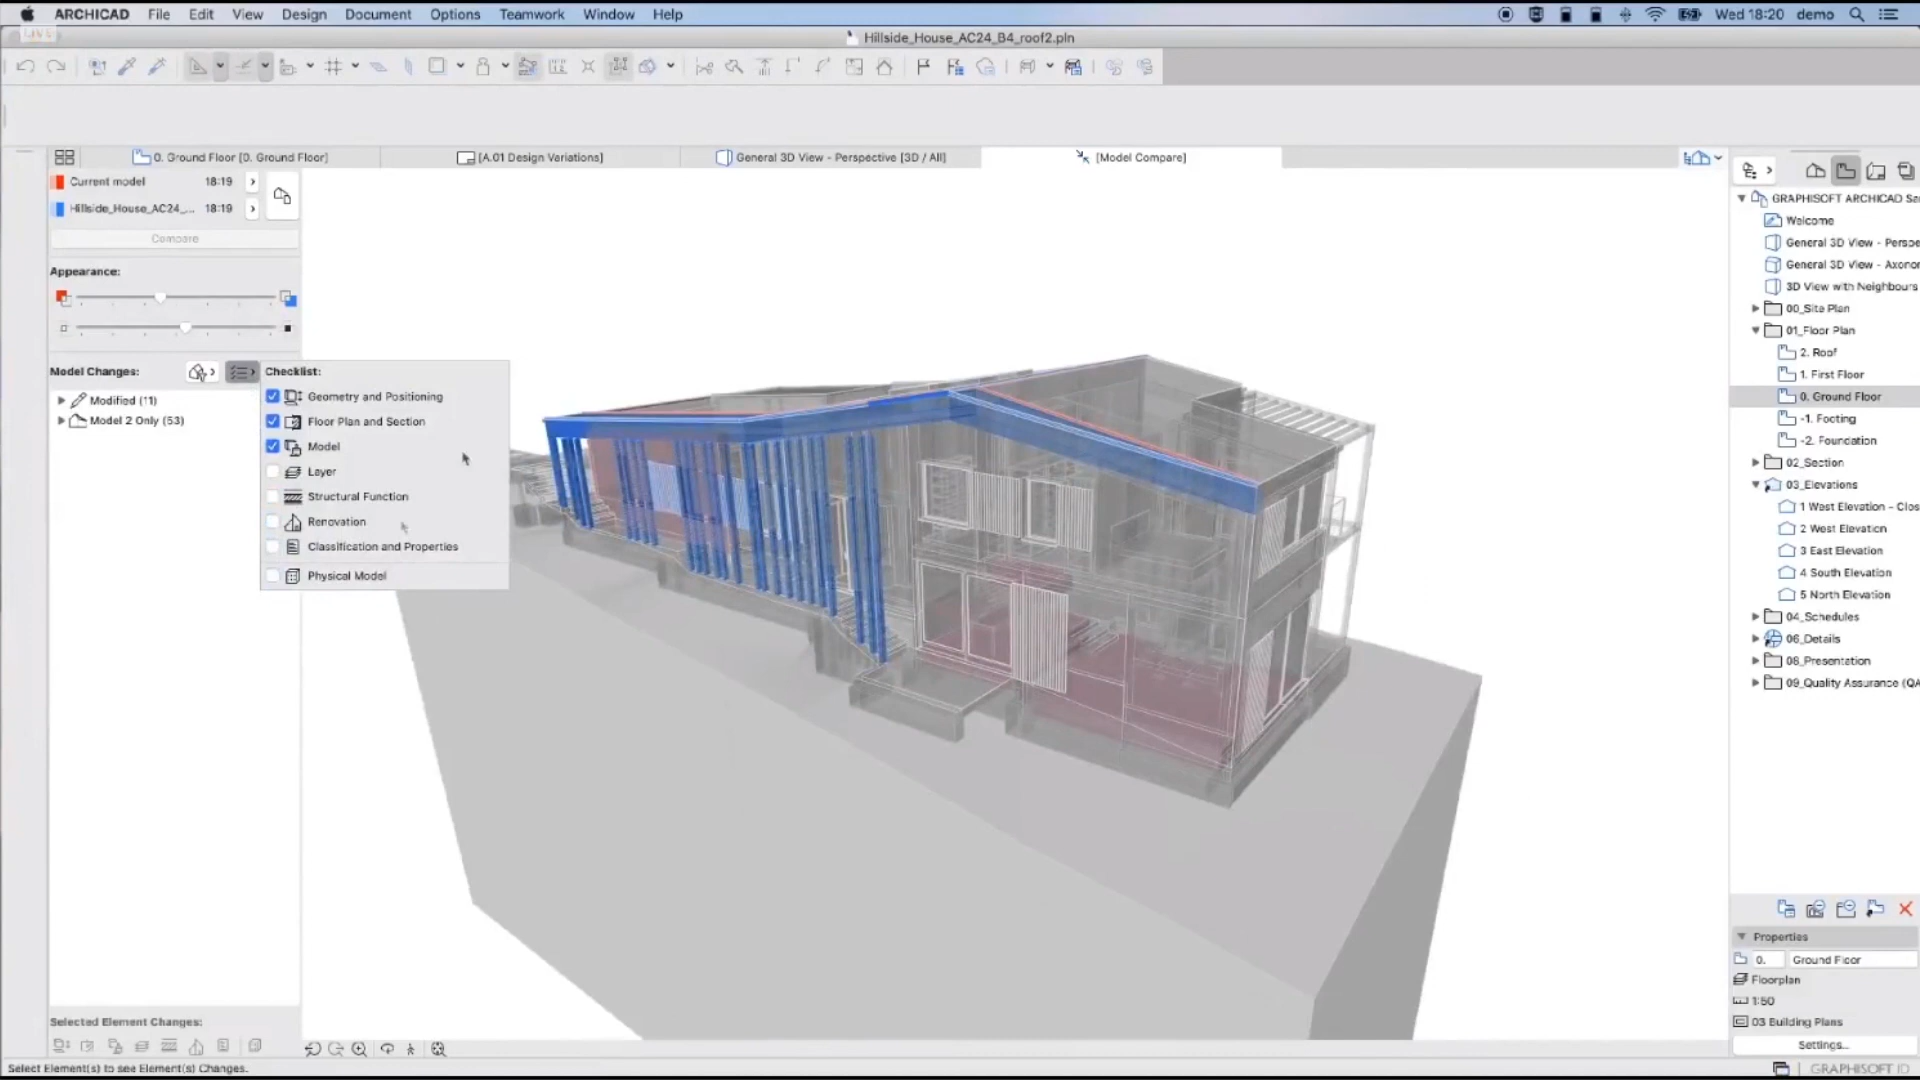 ARCHICAD File Edit View Design Document Options Teamwork Window Help Wed 18:20 demo
LIVE
Hillside_House_AC24_B4_roof2.pln
0. Ground Floor [0. Ground Floor]
[A.01 Design Variations]
General 3D View - Perspective [3D / All]
[Model Compare]
Current model 18:19
Hillside_House_AC24_... 18:19
Compare
Appearance:
Model Changes:
Modified (11)
Model 2 Only (53)
Checklist:
Geometry and Positioning
Floor Plan and Section
Model
Layer
Structural Function
Renovation
Classification and Properties
Physical Model
Selected Element Changes:
Select Element(s) to see Element(s) Changes.
GRAPHISOFT ARCHICAD Sa
Welcome
General 3D View - Perspe
General 3D View - Axonor
3D View with Neighbours
00_Site Plan
01_Floor Plan
2. Roof
1. First Floor
0. Ground Floor
-1. Footing
-2. Foundation
02_Section
03_Elevations
1 West Elevation - Clos
2 West Elevation
3 East Elevation
4 South Elevation
5 North Elevation
04_Schedules
06_Details
08_Presentation
09_Quality Assurance (QA
Properties
0. Ground Floor
Floorplan
1:50
03 Building Plans
Settings...
GRAPHISOFT ID